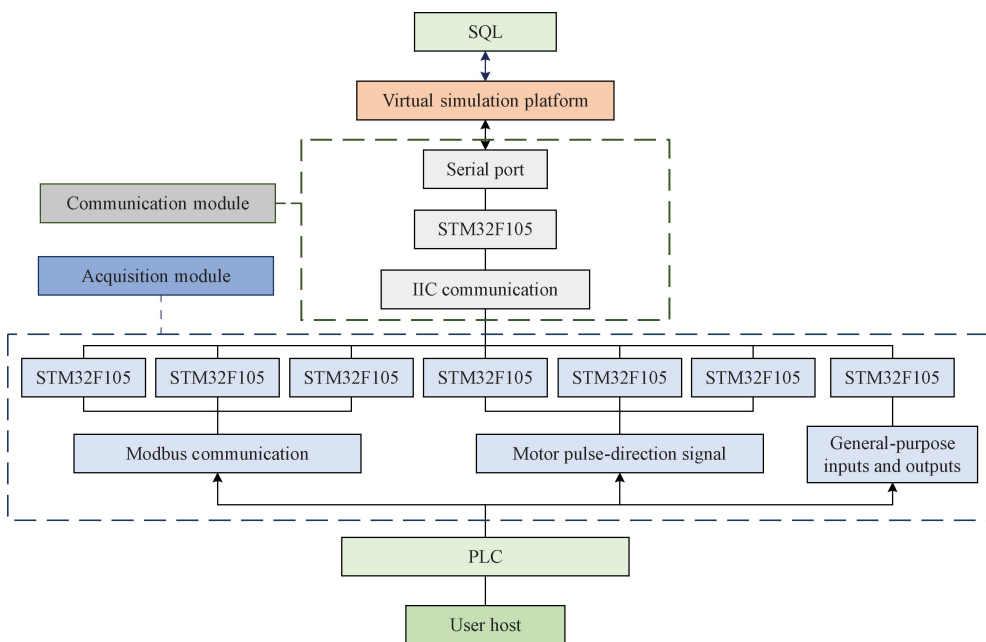 SQL
Virtual simulation platform
Serial port
Communication module
STM32F105
Acquisition module
IIC communication
STM32F105
STM32F105
STM32F105
STM32F105
STM32F105
STM32F105
STM32F105
Modbus communication
Motor pulse-direction signal
General-purpose
inputs and outputs
PLC
User host